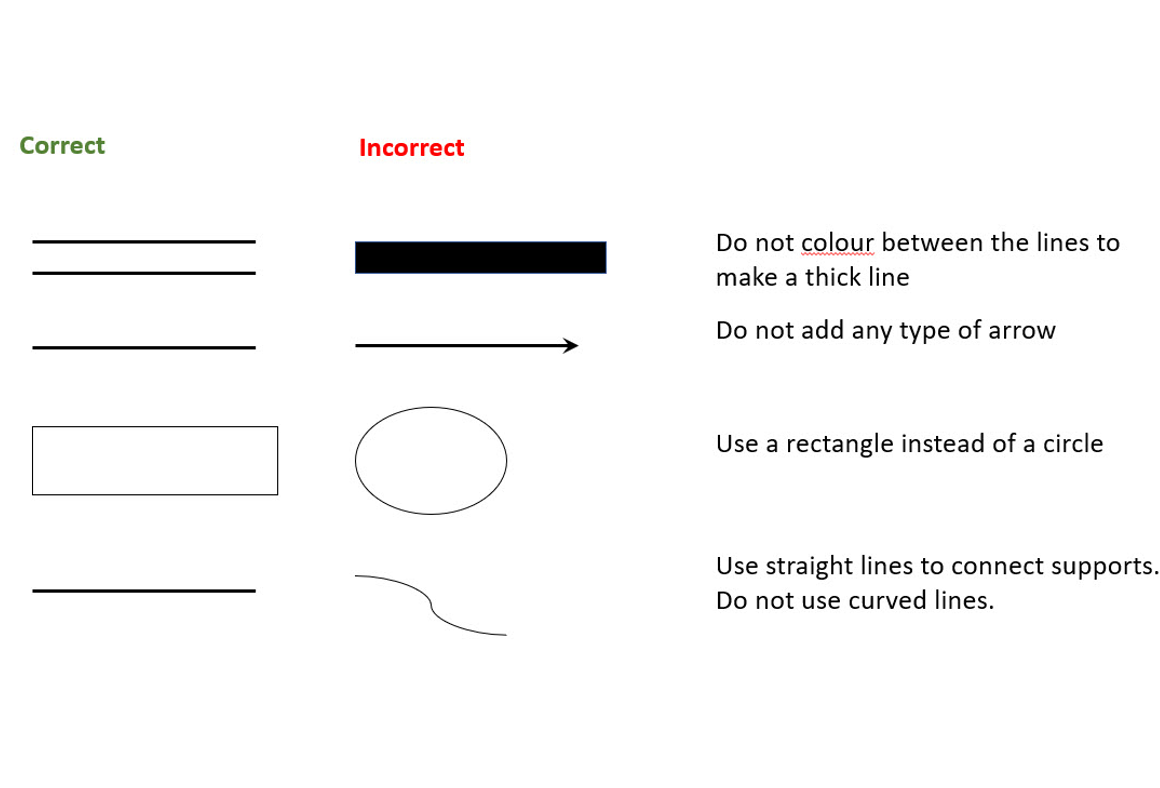 Correct
Incorrect
Do not colour between the lines to
make a thick line
Do not add any type of arrow
Use a rectangle instead of a circle
Use straight lines to connect supports.
Do not use curved lines.